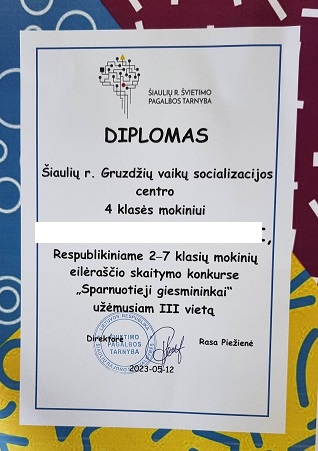 ŠIAULIŲ R. ŠVIETIMO
PAGALBOS TARNYBA
DIPLOMAS
Šiaulių r. Gruzdžių vaikų socializacijos
centro
4 klasės mokiniui
Respublikiniame 2–7 klasių mokinių
eilėraščio skaitymo konkurse
„Sparnuotieji giesmininkai“
užėmusiam III vietą
Direktorė
Rasa Piežienė
ŠVIETIMO
PAGALBOS
TARNYBA
2023-05-12